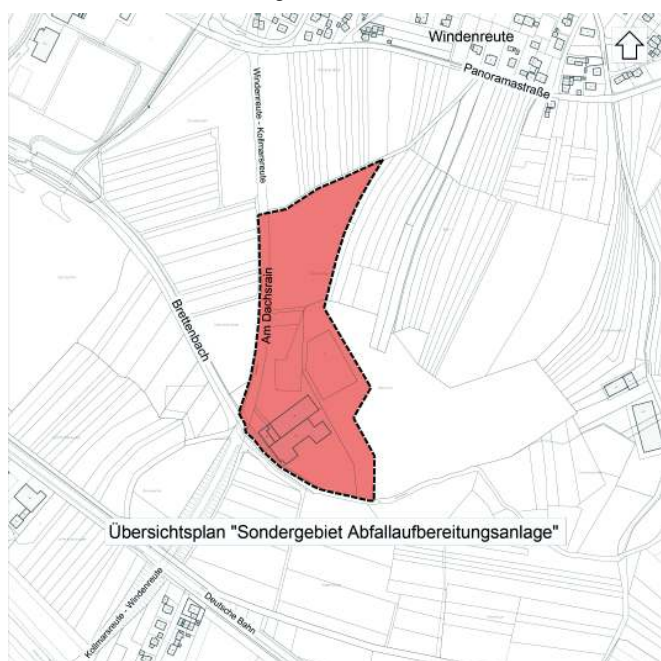 Windenreute
Panoramastraße
Windenreute - Kollmarsreute
Am Dachsrain
Brettenbach
Übersichtsplan "Sondergebiet Abfallaufbereitungsanlage"
Kollmarsreute - Windenreute
Deutsche Bahn